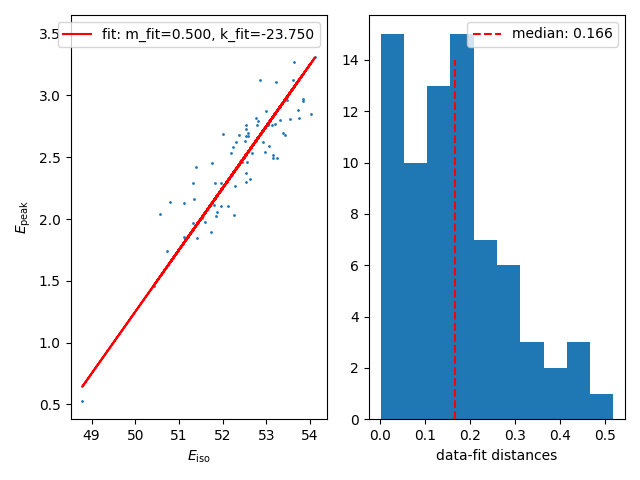 fit: m_fit=0.500, k_fit=-23.750
3.5
3.0
2.5
2.0
1.5
1.0
0.5
E_peak
49 50 51 52 53 54
E_iso
median: 0.166
14
12
10
8
6
4
2
0
0.0 0.1 0.2 0.3 0.4 0.5
data-fit distances